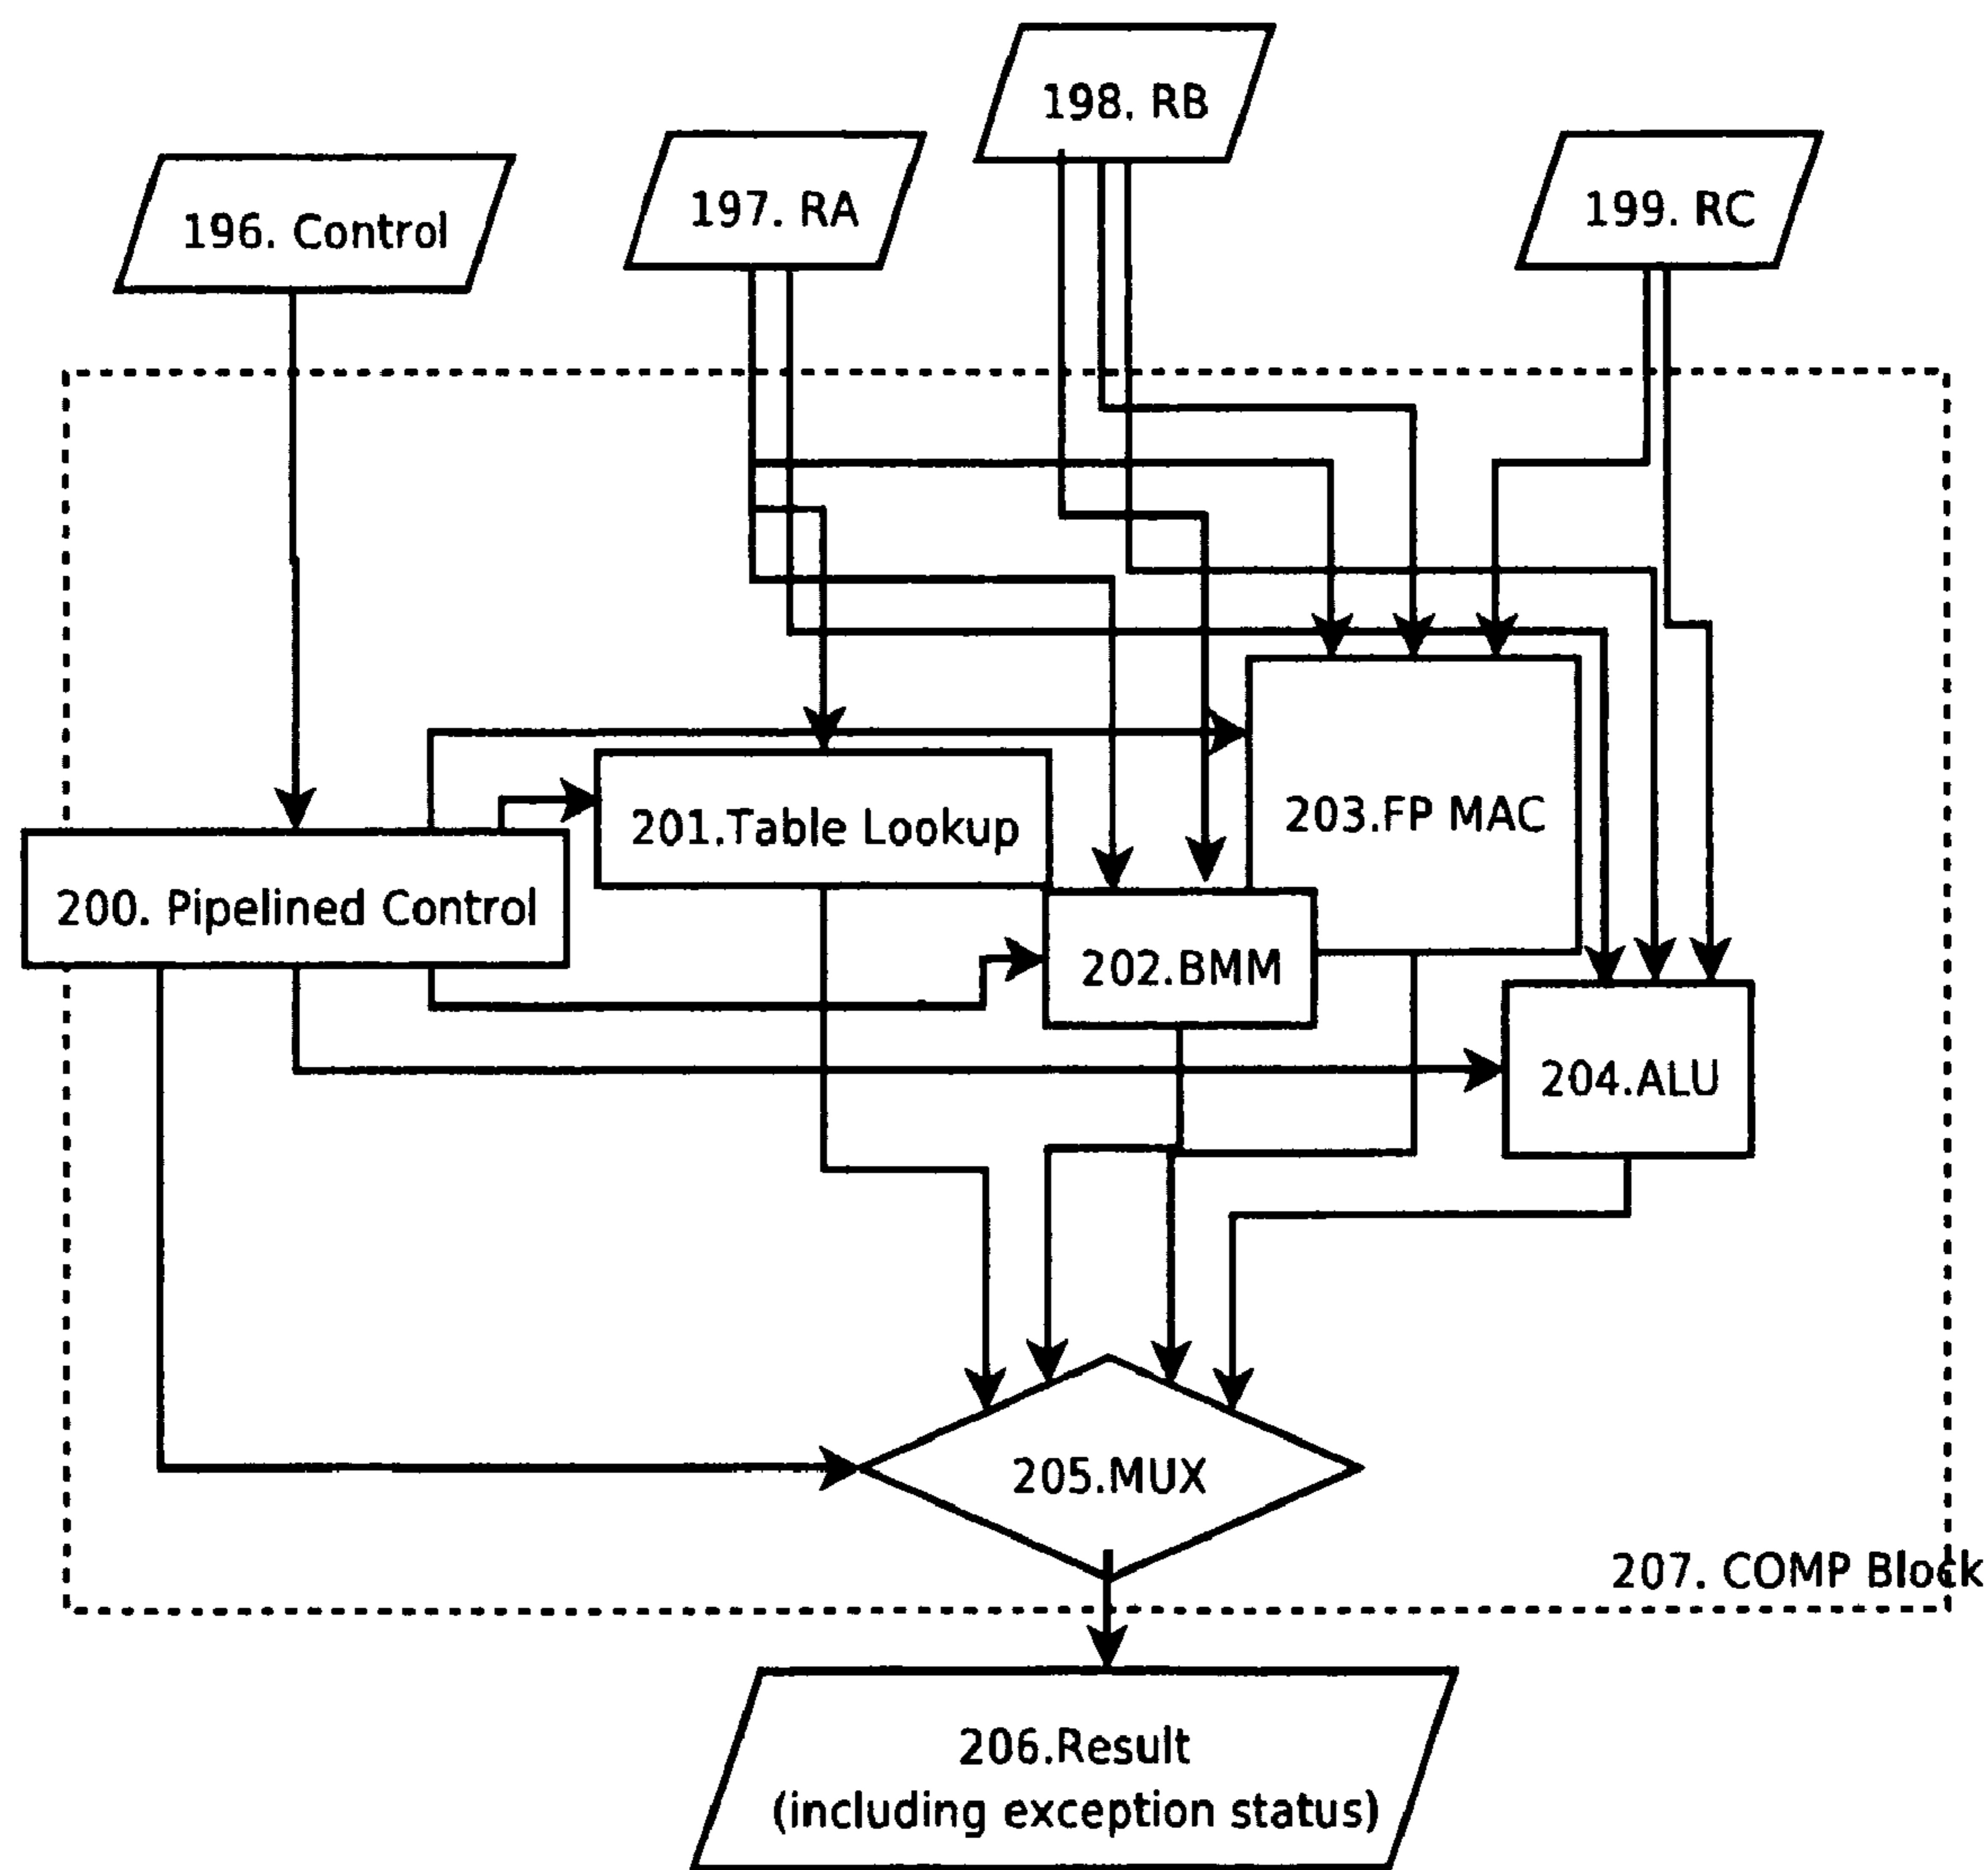 198. RB
197. RA
199. RC
196. Control
203.FP MAC
201.Table Lookup
200. Pipelined Control
202.BMM
204.ALU
205.MUX
207. COMP Block
206.Result
(including exception status)